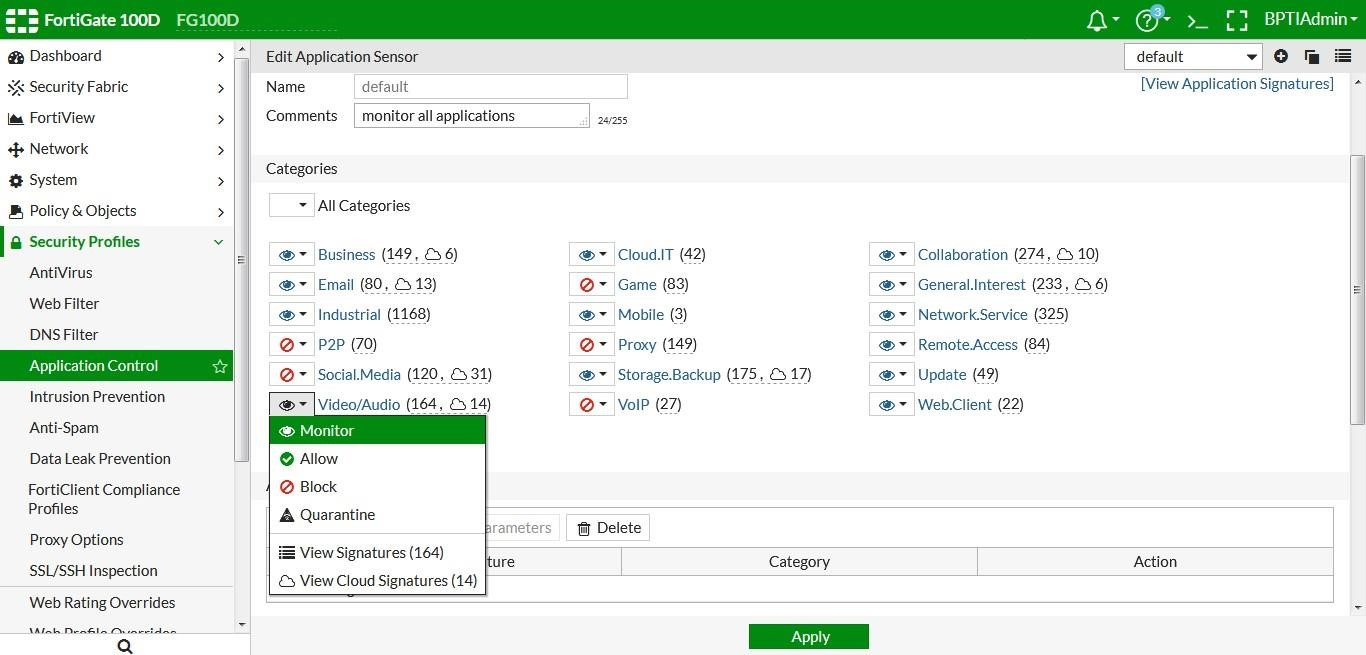 FortiGate 100D FG100D 3 BPTIAdmin
Dashboard
Security Fabric
FortiView
Network
System
Policy & Objects
Security Profiles
AntiVirus
Web Filter
DNS Filter
Application Control
Intrusion Prevention
Anti-Spam
Data Leak Prevention
FortiClient Compliance
Profiles
Proxy Options
SSL/SSH Inspection
Web Rating Overrides
Web Profile Overrides
Edit Application Sensor default
Name default [View Application Signatures]
Comments monitor all applications 24/255
Categories
All Categories
Business (149, 6) Cloud.IT (42) Collaboration (274, 10)
Email (80, 13) Game (83) General.Interest (233, 6)
Industrial (1168) Mobile (3) Network.Service (325)
P2P (70) Proxy (149) Remote.Access (84)
Social.Media (120, 31) Storage.Backup (175, 17) Update (49)
Video/Audio (164, 14) VoIP (27) Web.Client (22)
Monitor
Allow
Block
Quarantine
View Signatures (164)
View Cloud Signatures (14)
arameters Delete
ture Category Action
Apply